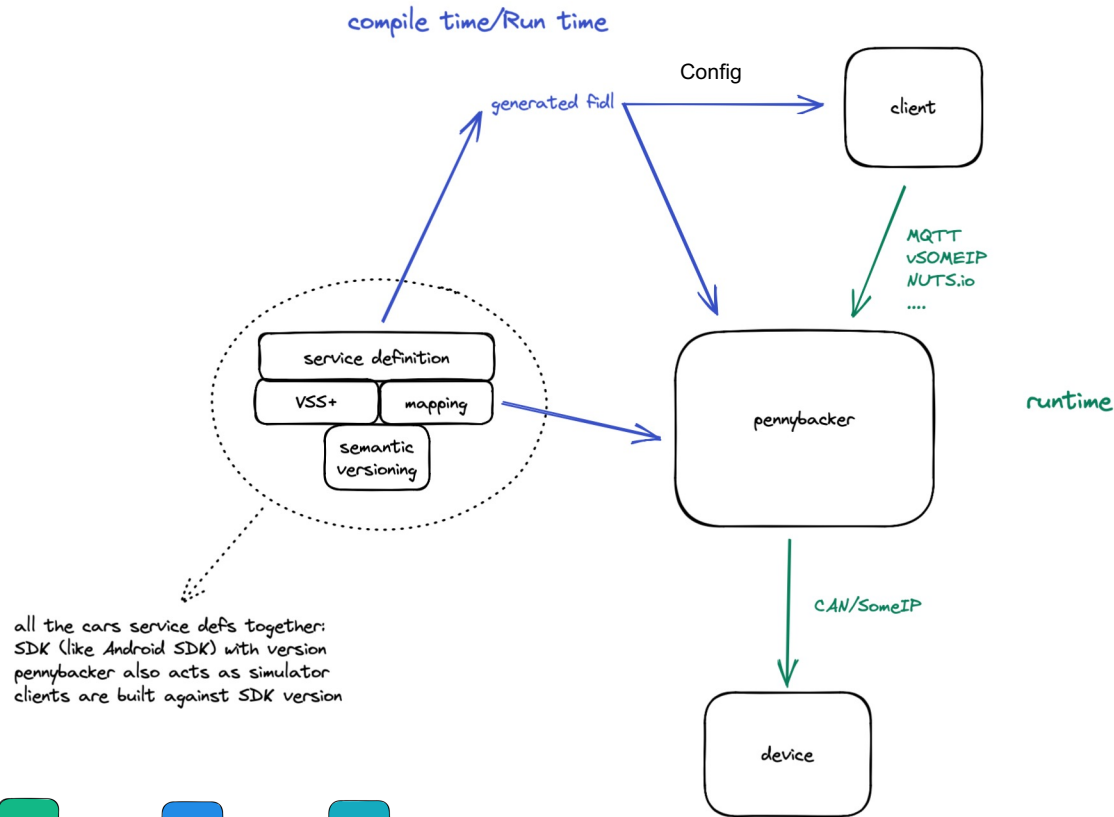 compile time/Run time
Config
generated fidl
client
MQTT
vSOMEIP
NUTS.io
....
service definition
VSS+
mapping
semantic
versioning
pennybacker
runtime
CAN/SomeIP
all the cars service defs together:
SDK (like Android SDK) with version
pennybacker also acts as simulator
clients are built against SDK version
device